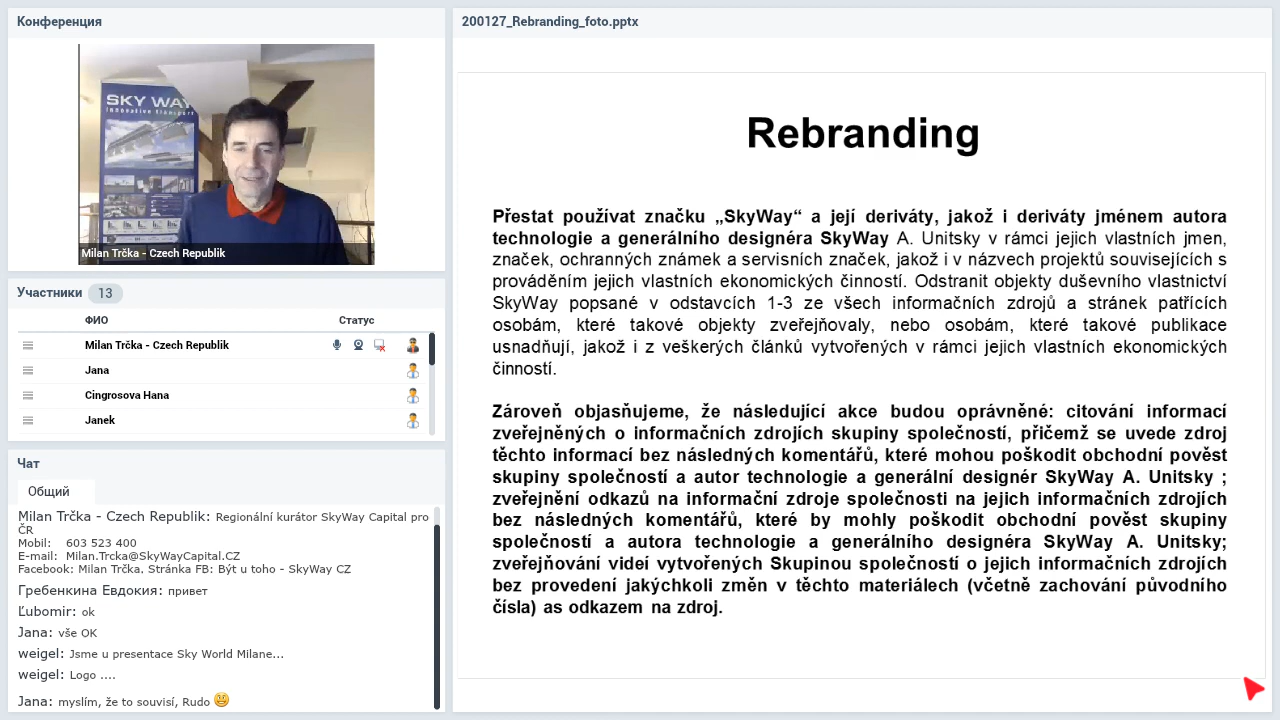 Конференция
SKY WAY
Innovative transport
Milan Trčka - Czech Republik
Участники 13
ФИО Статус
Milan Trčka - Czech Republik
Jana
Cingrosova Hana
Janek
Чат
Общий
Milan Trčka - Czech Republik: Regionální kurátor SkyWay Capital pro
ČR
Mobil: 603 523 400
E-mail: Milan.Trcka@SkyWayCapital.CZ
Facebook: Milan Trčka. Stránka FB: Být u toho - SkyWay CZ
Гребенкина Евдокия: привет
Ľubomir: ok
Jana: vše OK
weigel: Jsme u presentace Sky World Milane...
weigel: Logo ....
Jana: myslím, že to souvisí, Rudo
200127_Rebranding_foto.pptx
Rebranding
Přestat používat značku „SkyWay“ a její deriváty, jakož i deriváty jménem autora
technologie a generálního designéra SkyWay A. Unitsky v rámci jejich vlastních jmen,
značek, ochranných známek a servisních značek, jakož i v názvech projektů souvisejících s
prováděním jejich vlastních ekonomických činností. Odstranit objekty duševního vlastnictví
SkyWay popsané v odstavcích 1-3 ze všech informačních zdrojů a stránek patřících
osobám, které takové objekty zveřejňovaly, nebo osobám, které takové publikace
usnadňují, jakož i z veškerých článků vytvořených v rámci jejich vlastních ekonomických
činností.
Zároveň objasňujeme, že následující akce budou oprávněné: citování informací
zveřejněných o informačních zdrojích skupiny společností, přičemž se uvede zdroj
těchto informací bez následných komentářů, které mohou poškodit obchodní pověst
skupiny společností a autor technologie a generální designér SkyWay A. Unitsky ;
zveřejnění odkazů na informační zdroje společnosti na jejich informačních zdrojích
bez následných komentářů, které by mohly poškodit obchodní pověst skupiny
společností a autora technologie a generálního designéra SkyWay A. Unitsky;
zveřejňování videí vytvořených Skupinou společností o jejich informačních zdrojích
bez provedení jakýchkoli změn v těchto materiálech (včetně zachování původního
čísla) as odkazem na zdroj.